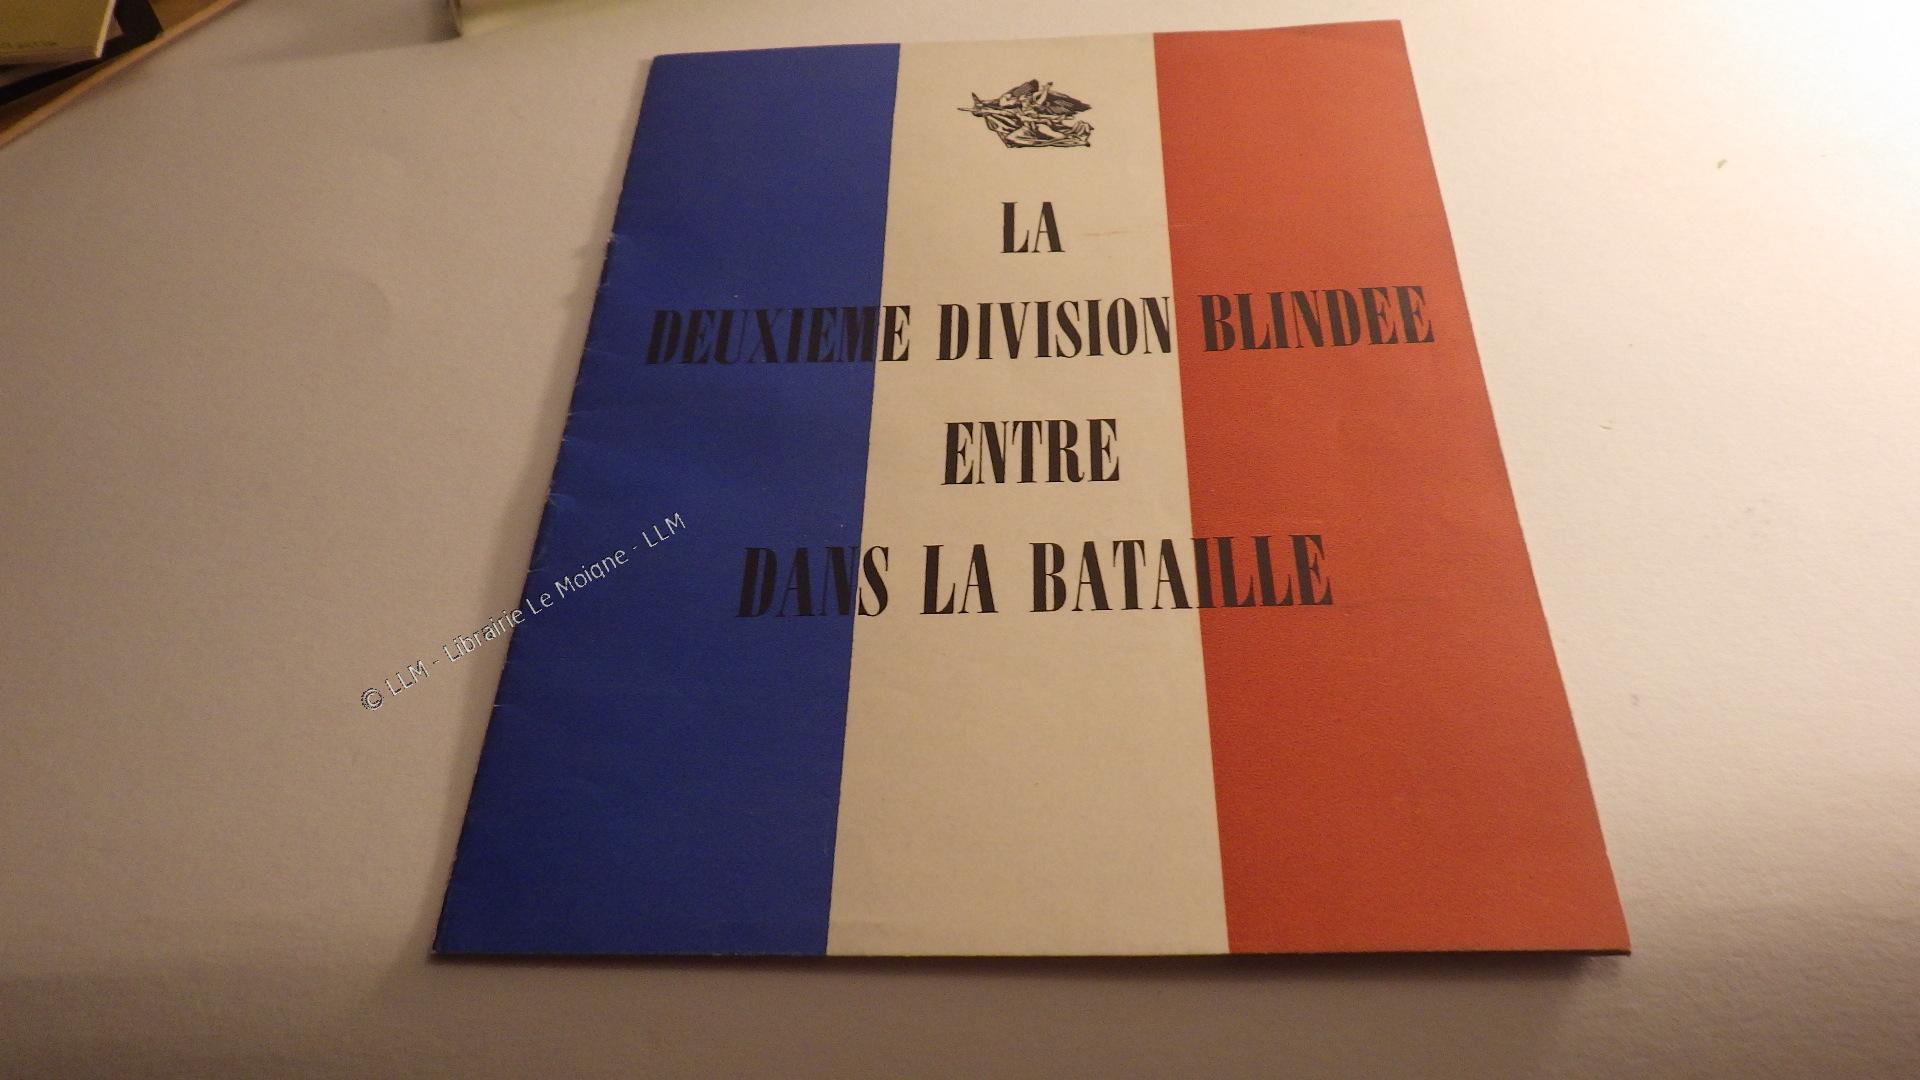 LA
DEUXIEME DIVISION BLINDEE
ENTRE
DANS LA BATAILLE
© LLM - Librairie Le Moigne - LLM